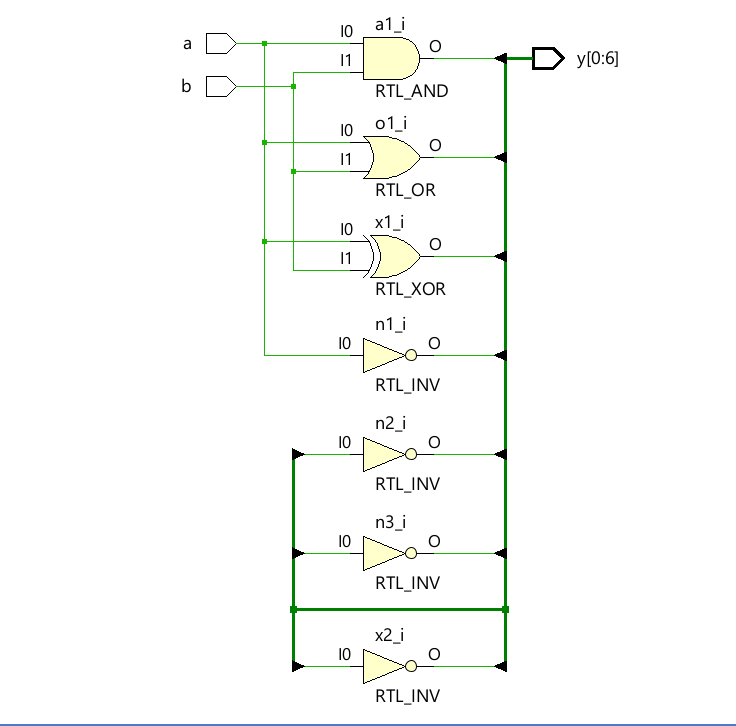 a1_i
I0
a
O
I1
y[0:6]
b
RTL_AND
o1_i
I0
O
I1
RTL_OR
x1_i
I0
O
I1
RTL_XOR
n1_i
I0
O
RTL_INV
n2_i
I0
O
RTL_INV
n3_i
I0
O
RTL_INV
x2_i
I0
O
RTL_INV